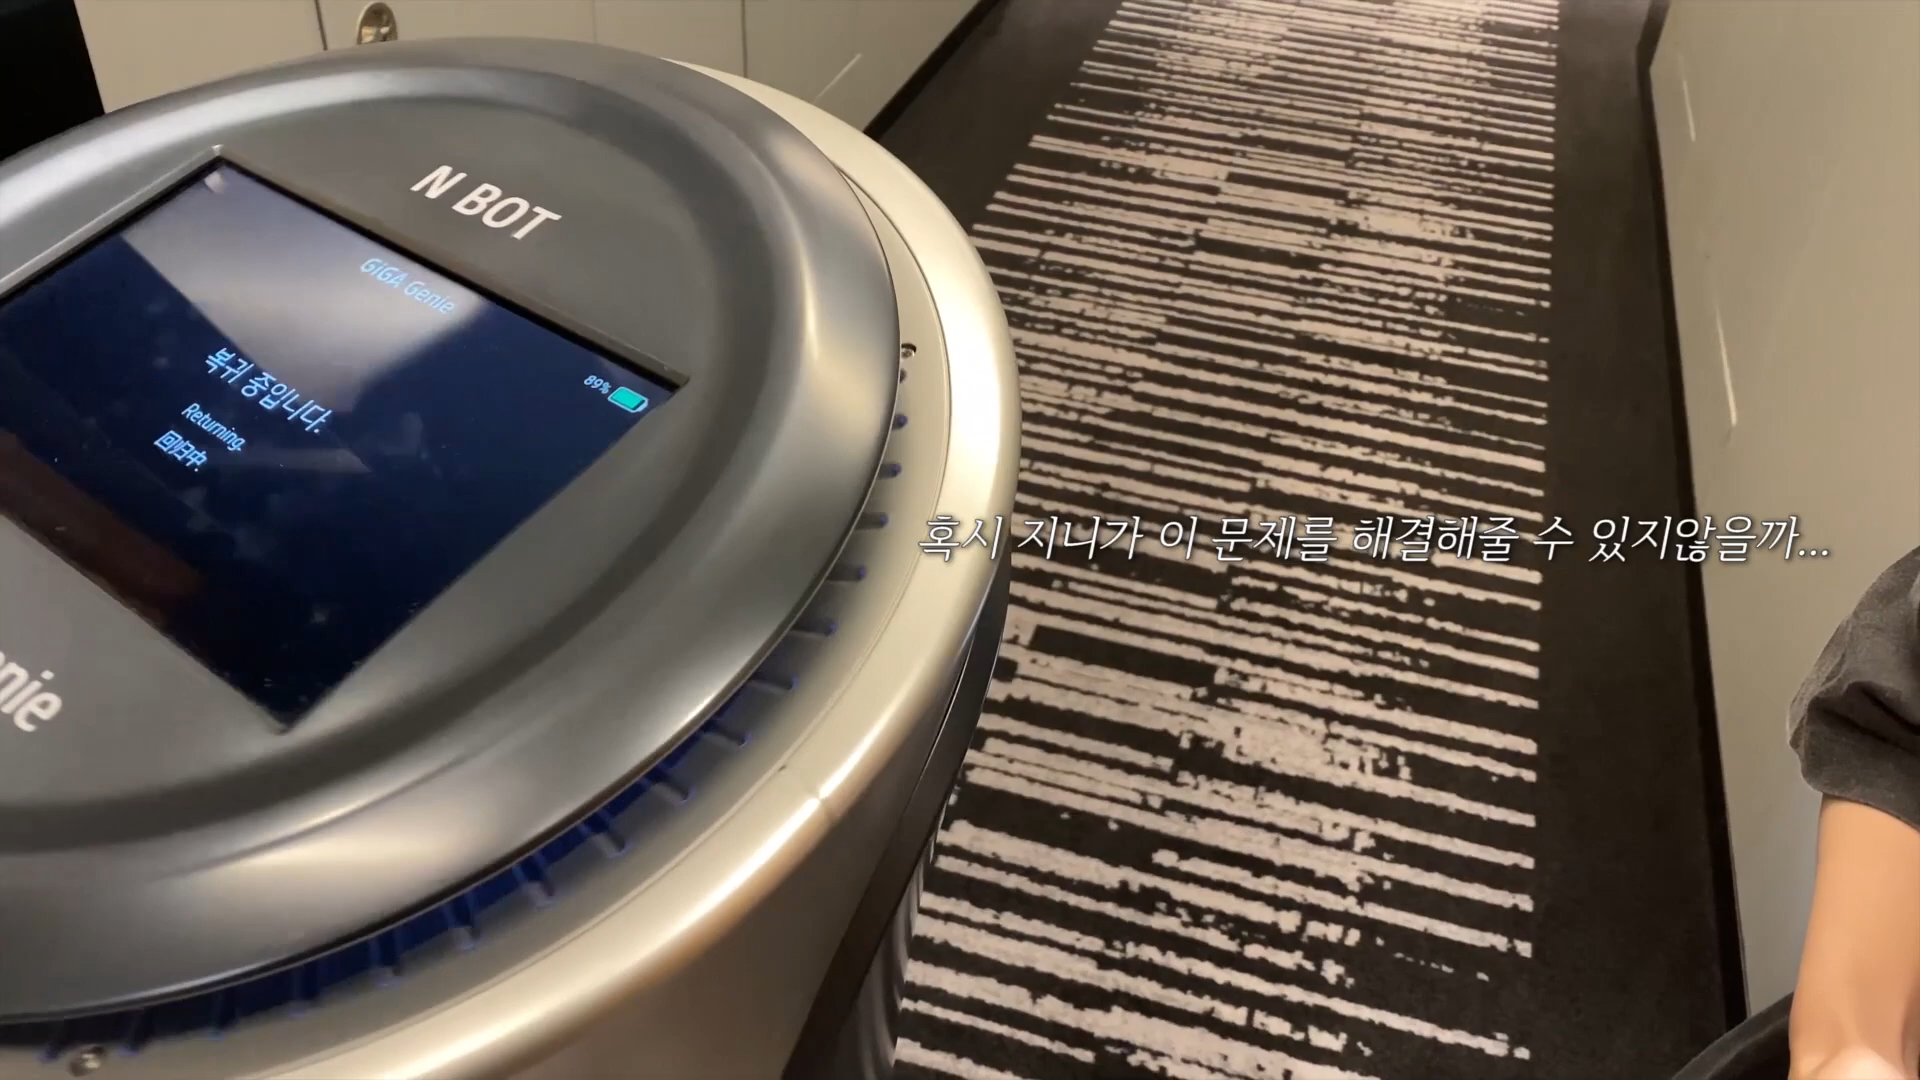 N BOT
GiGA Genie
89%
복귀 중입니다.
Returning.
回归中.
혹시 지니가 이 문제를 해결해줄 수 있지않을까...
enie